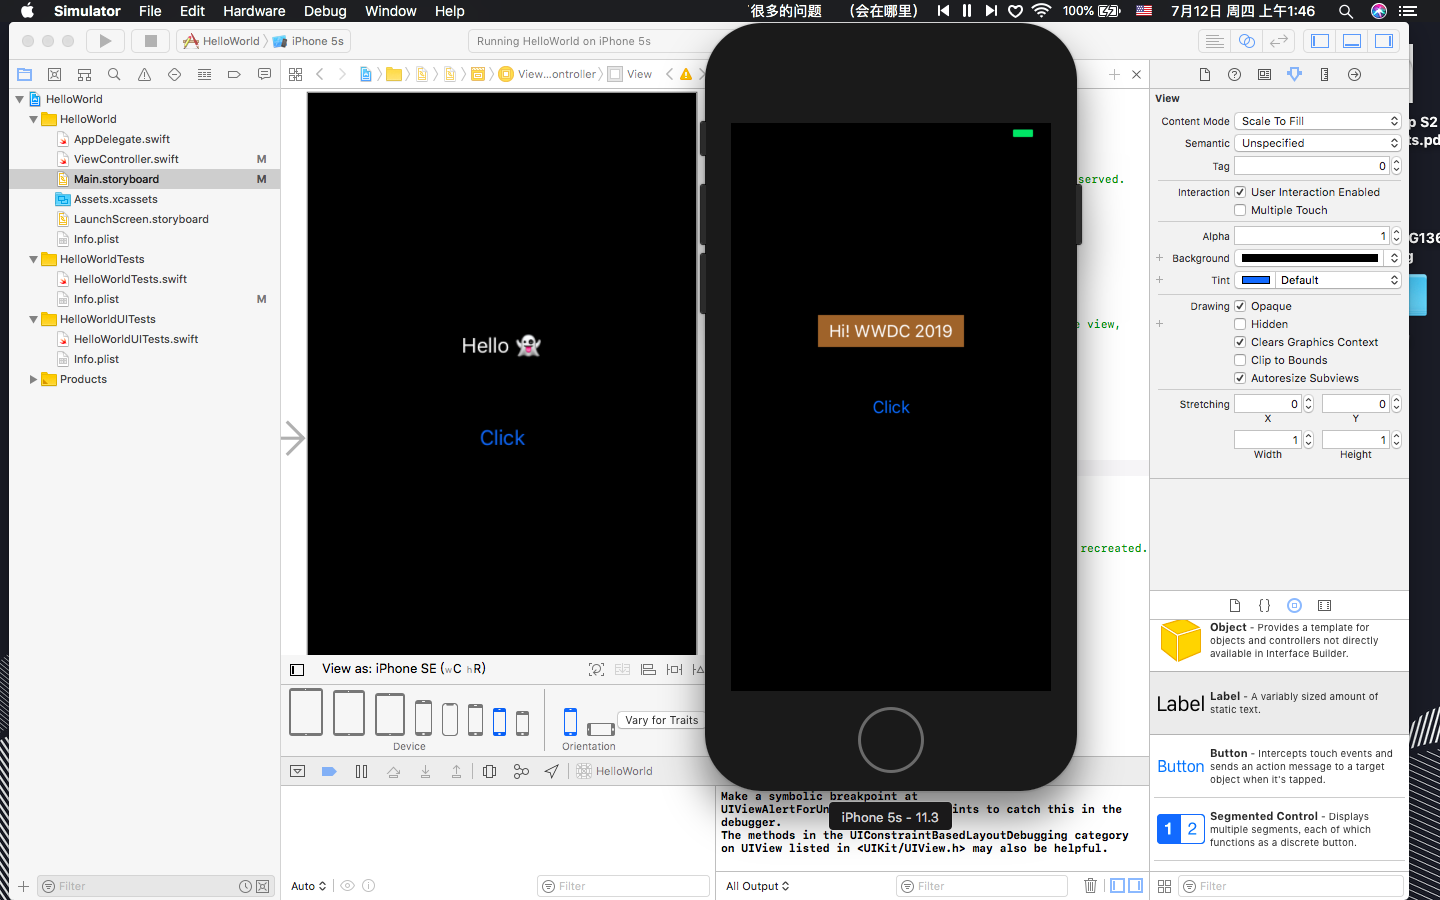 Simulator File Edit Hardware Debug Window Help
很多的问题 （会在哪里） 100% 7月12日 周四 上午1:46
HelloWorld iPhone 5s
Running HelloWorld on iPhone 5s
View...ontroller View
HelloWorld
HelloWorld
AppDelegate.swift
ViewController.swift M
Main.storyboard M
Assets.xcassets
LaunchScreen.storyboard
Info.plist
HelloWorldTests
HelloWorldTests.swift
Info.plist M
HelloWorldUITests
HelloWorldUITests.swift
Info.plist
Products
Filter
Hello 👻
Click
View as: iPhone SE (wC hR)
Vary for Traits
Device
Orientation
HelloWorld
Auto
Filter
Hi! WWDC 2019
Click
iPhone 5s - 11.3
served.
e view,
recreated.
Make a symbolic breakpoint at
UIViewAlertForUn ints to catch this in the
debugger.
The methods in the UIConstraintBasedLayoutDebugging category
on UIView listed in <UIKit/UIView.h> may also be helpful.
All Output
Filter
View
Content Mode Scale To Fill
Semantic Unspecified
Tag 0
Interaction User Interaction Enabled
Multiple Touch
Alpha 1
Background
Tint Default
Drawing Opaque
Hidden
Clears Graphics Context
Clip to Bounds
Autoresize Subviews
Stretching 0 0
X Y
1 1
Width Height
Object - Provides a template for
objects and controllers not directly
available in Interface Builder.
Label
Label - A variably sized amount of
static text.
Button
Button - Intercepts touch events and
sends an action message to a target
object when it's tapped.
1 2
Segmented Control - Displays
multiple segments, each of which
functions as a discrete button.
Filter
p S2
ts.pd
G136
g